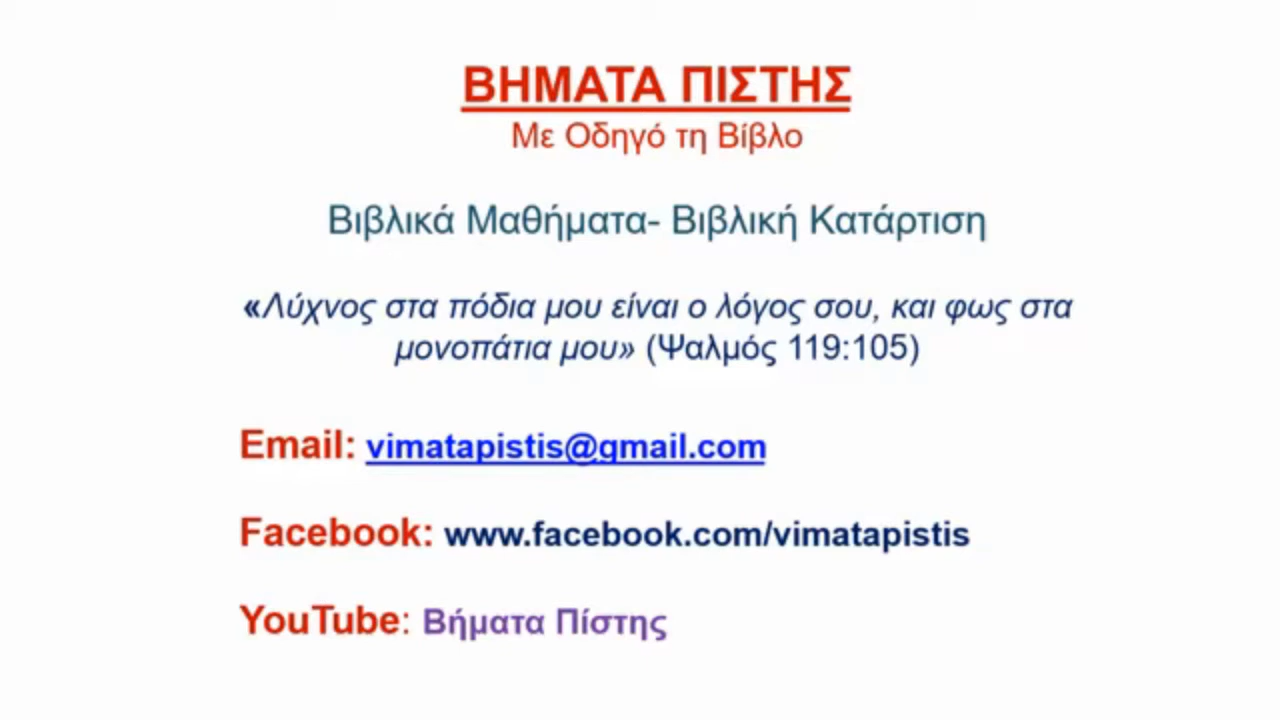 ΒΗΜΑΤΑ ΠΙΣΤΗΣ
Με Οδηγό τη Βίβλο
Βιβλικά Μαθήματα- Βιβλική Κατάρτιση
«Λύχνος στα πόδια μου είναι ο λόγος σου, και φως στα
μονοπάτια μου» (Ψαλμός 119:105)
Email: vimatapistis@gmail.com
Facebook: www.facebook.com/vimatapistis
YouTube: Βήματα Πίστης